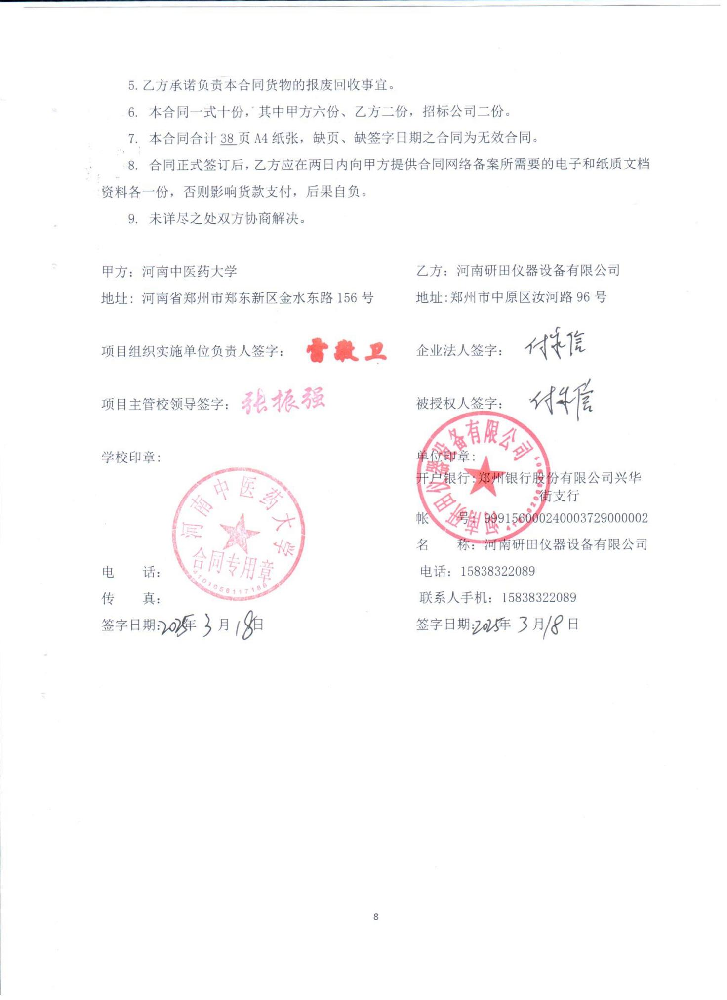 5.乙方承诺负责本合同货物的报废回收事宜。
6. 本合同一式十份，其中甲方六份、乙方二份，招标公司二份。
7. 本合同合计 38 页 A4 纸张，缺页、缺签字日期之合同为无效合同。
8. 合同正式签订后，乙方应在两日内向甲方提供合同网络备案所需要的电子和纸质文档
资料各一份，否则影响货款支付，后果自负。
9. 未详尽之处双方协商解决。
甲方：河南中医药大学
地址：河南省郑州市郑东新区金水东路 156 号
项目组织实施单位负责人签字：
项目主管校领导签字：张振强
学校印章：
河南中医药大学
合同专用章
4101056117188
电 话：
传 真：
签字日期：2025年 3 月 18日
乙方：河南研田仪器设备有限公司
地址:郑州市中原区汝河路 96 号
企业法人签字：付永信
被授权人签字：付永信
单位印章：
开户银行:郑州银行股份有限公司兴华
街支行
帐 号：999156000240003729000002
名 称：河南研田仪器设备有限公司
河南研田仪器设备有限公司
电话：15838322089
联系人手机：15838322089
签字日期:2025年 3 月18日
8